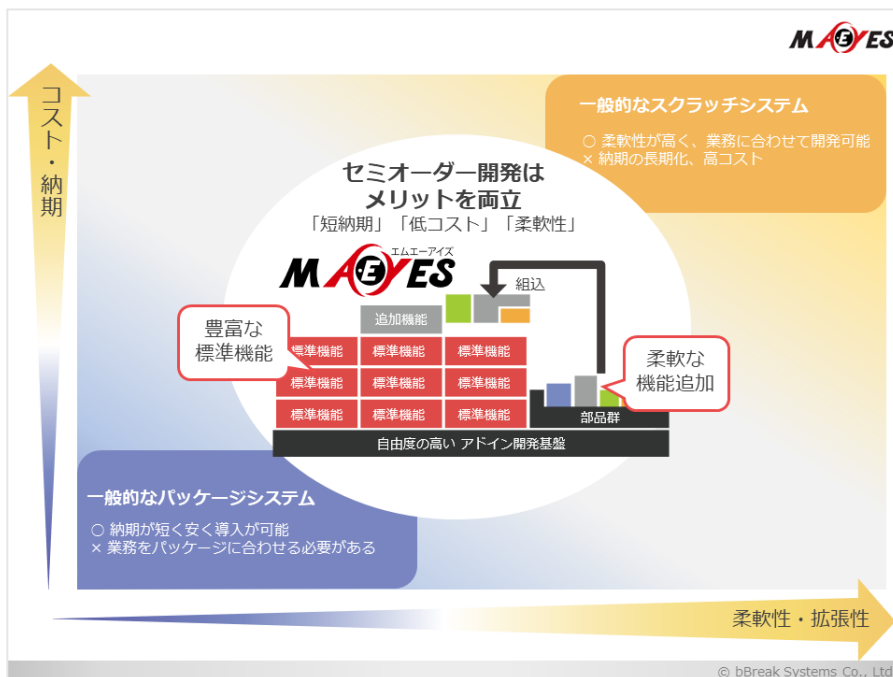 MAEYES
コスト・納期
一般的なスクラッチシステム
○ 柔軟性が高く、業務に合わせて開発可能
× 納期の長期化、高コスト
セミオーダー開発は
メリットを両立
「短納期」「低コスト」「柔軟性」
エムエーアイズ
MAEYES
組込
追加機能
豊富な
標準機能
標準機能 標準機能 標準機能
標準機能 標準機能 標準機能
標準機能 標準機能 標準機能
柔軟な
機能追加
部品群
自由度の高い アドイン開発基盤
一般的なパッケージシステム
○ 納期が短く安く導入が可能
× 業務をパッケージに合わせる必要がある
柔軟性・拡張性
© bBreak Systems Co., Ltd